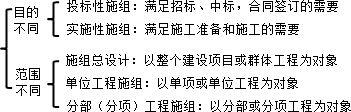 目的
不同
投标性施组：满足招标、中标，合同签订的需要
实施性施组：满足施工准备和施工的需要
范围
不同
施组总设计：以整个建设项目或群体工程为对象
单位工程施组：以单项或单位工程为对象
分部（分项）工程施组：以分部或分项工程为对象